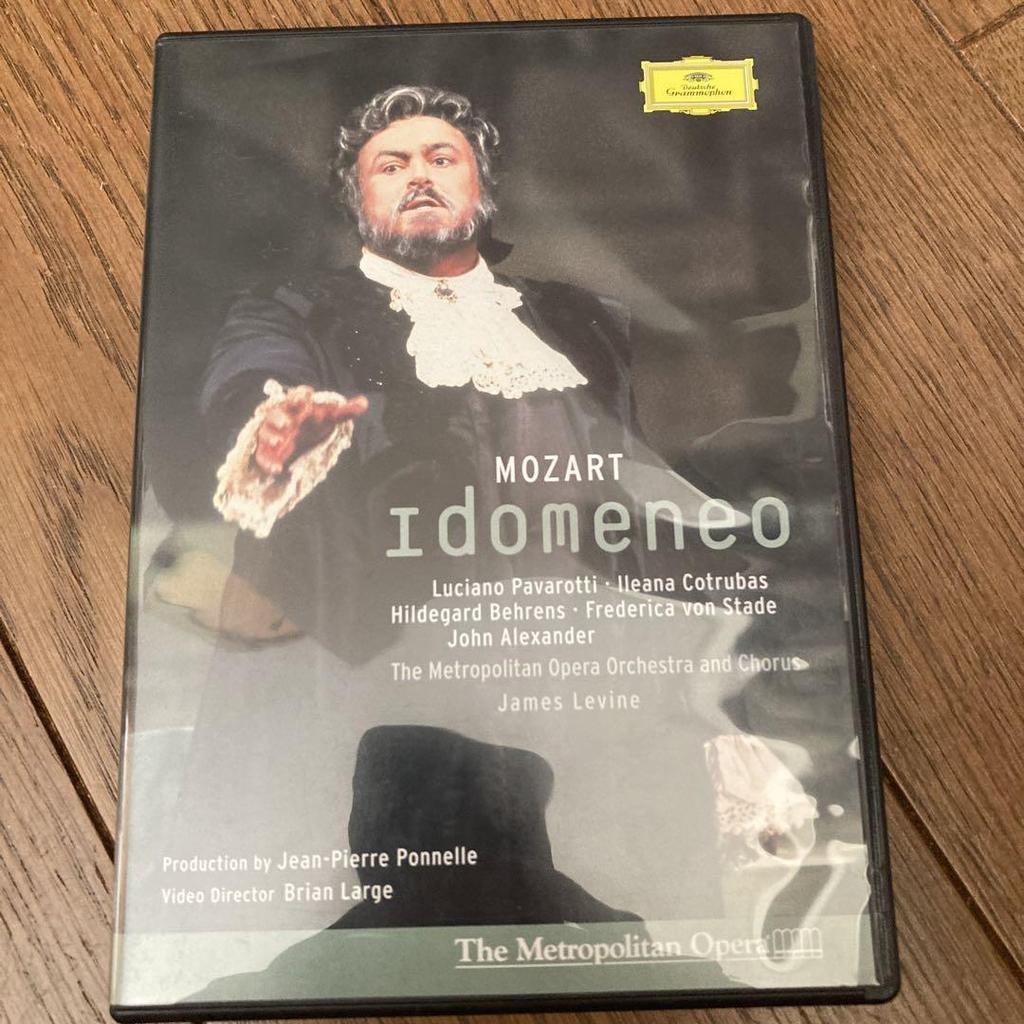 Deutsche
Grammophon
MOZART
Idomeneo
Luciano Pavarotti · Ileana Cotrubas
Hildegard Behrens · Frederica von Stade
John Alexander
The Metropolitan Opera Orchestra and Chorus
James Levine
Production by Jean-Pierre Ponnelle
Video Director Brian Large
The Metropolitan Opera